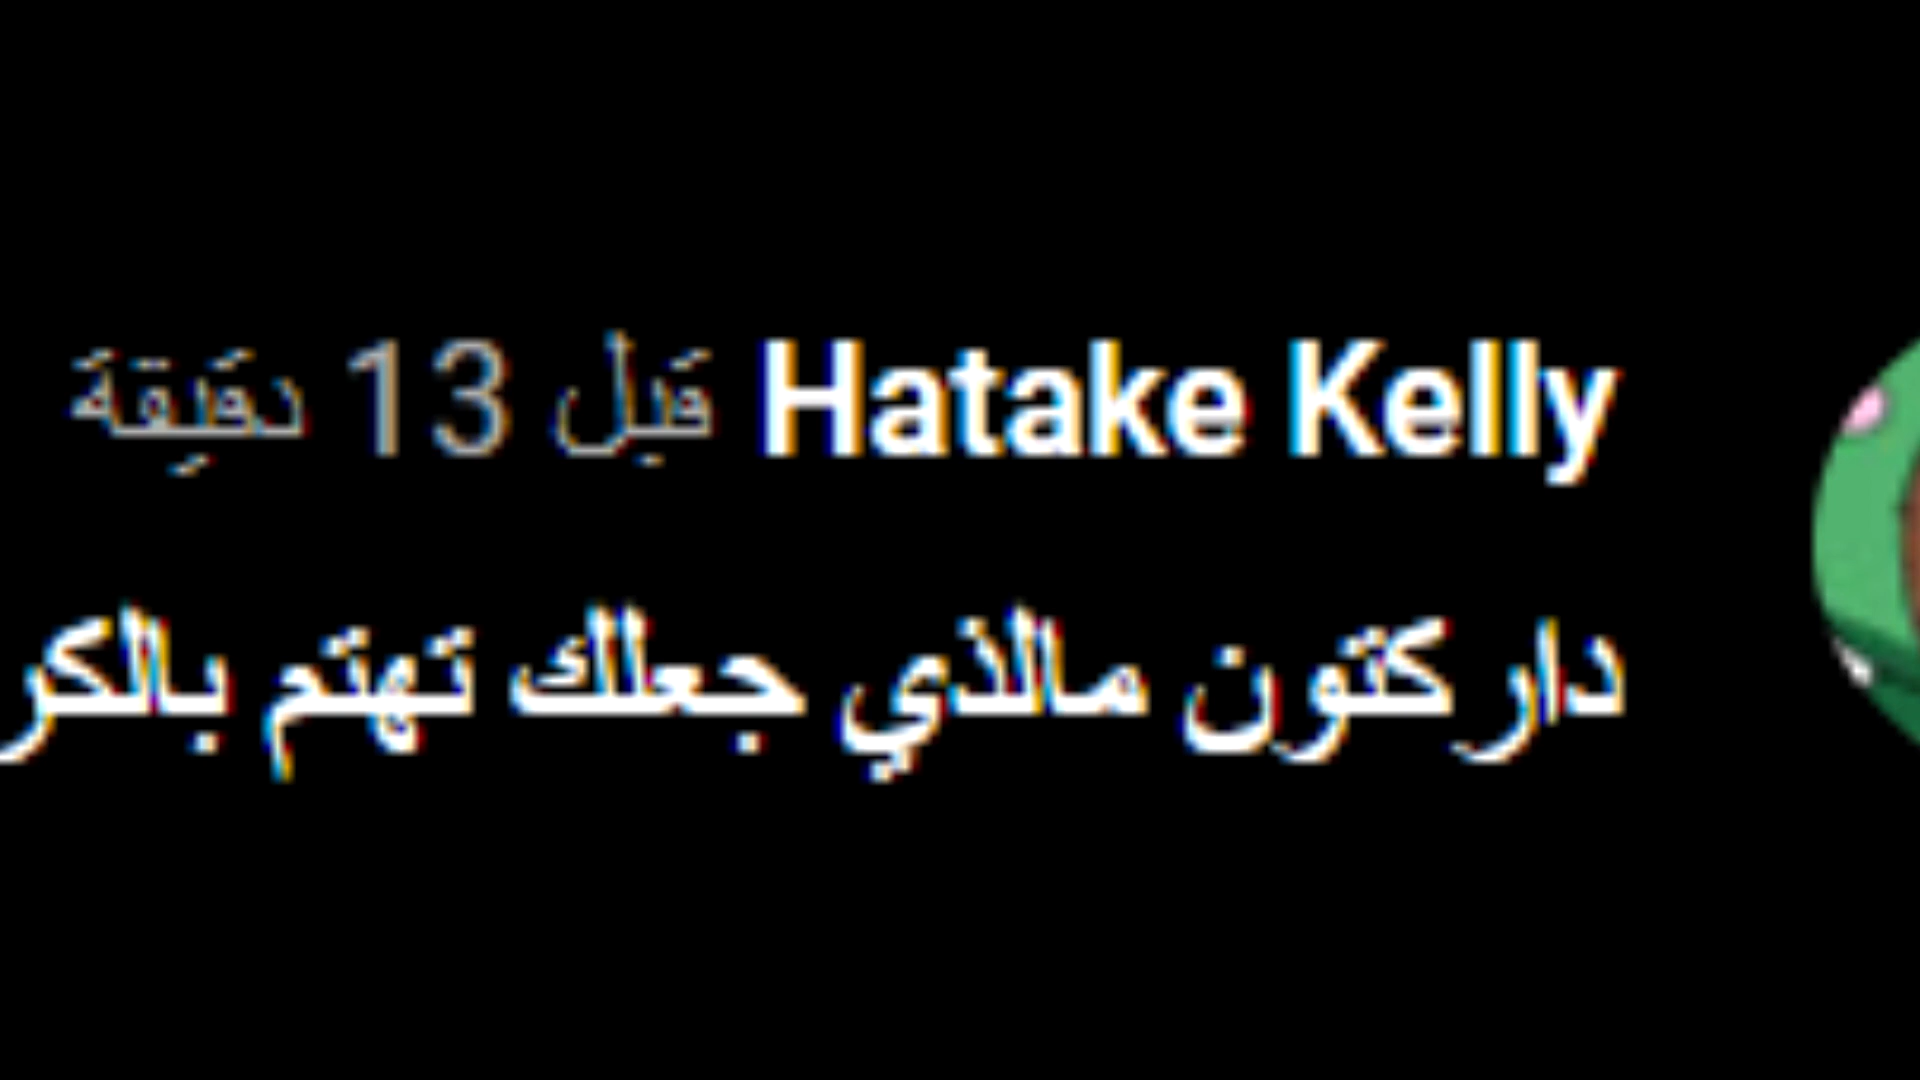 Hatake Kelly قبل 13 دقيقة
داركتون مالذي جعلك تهتم